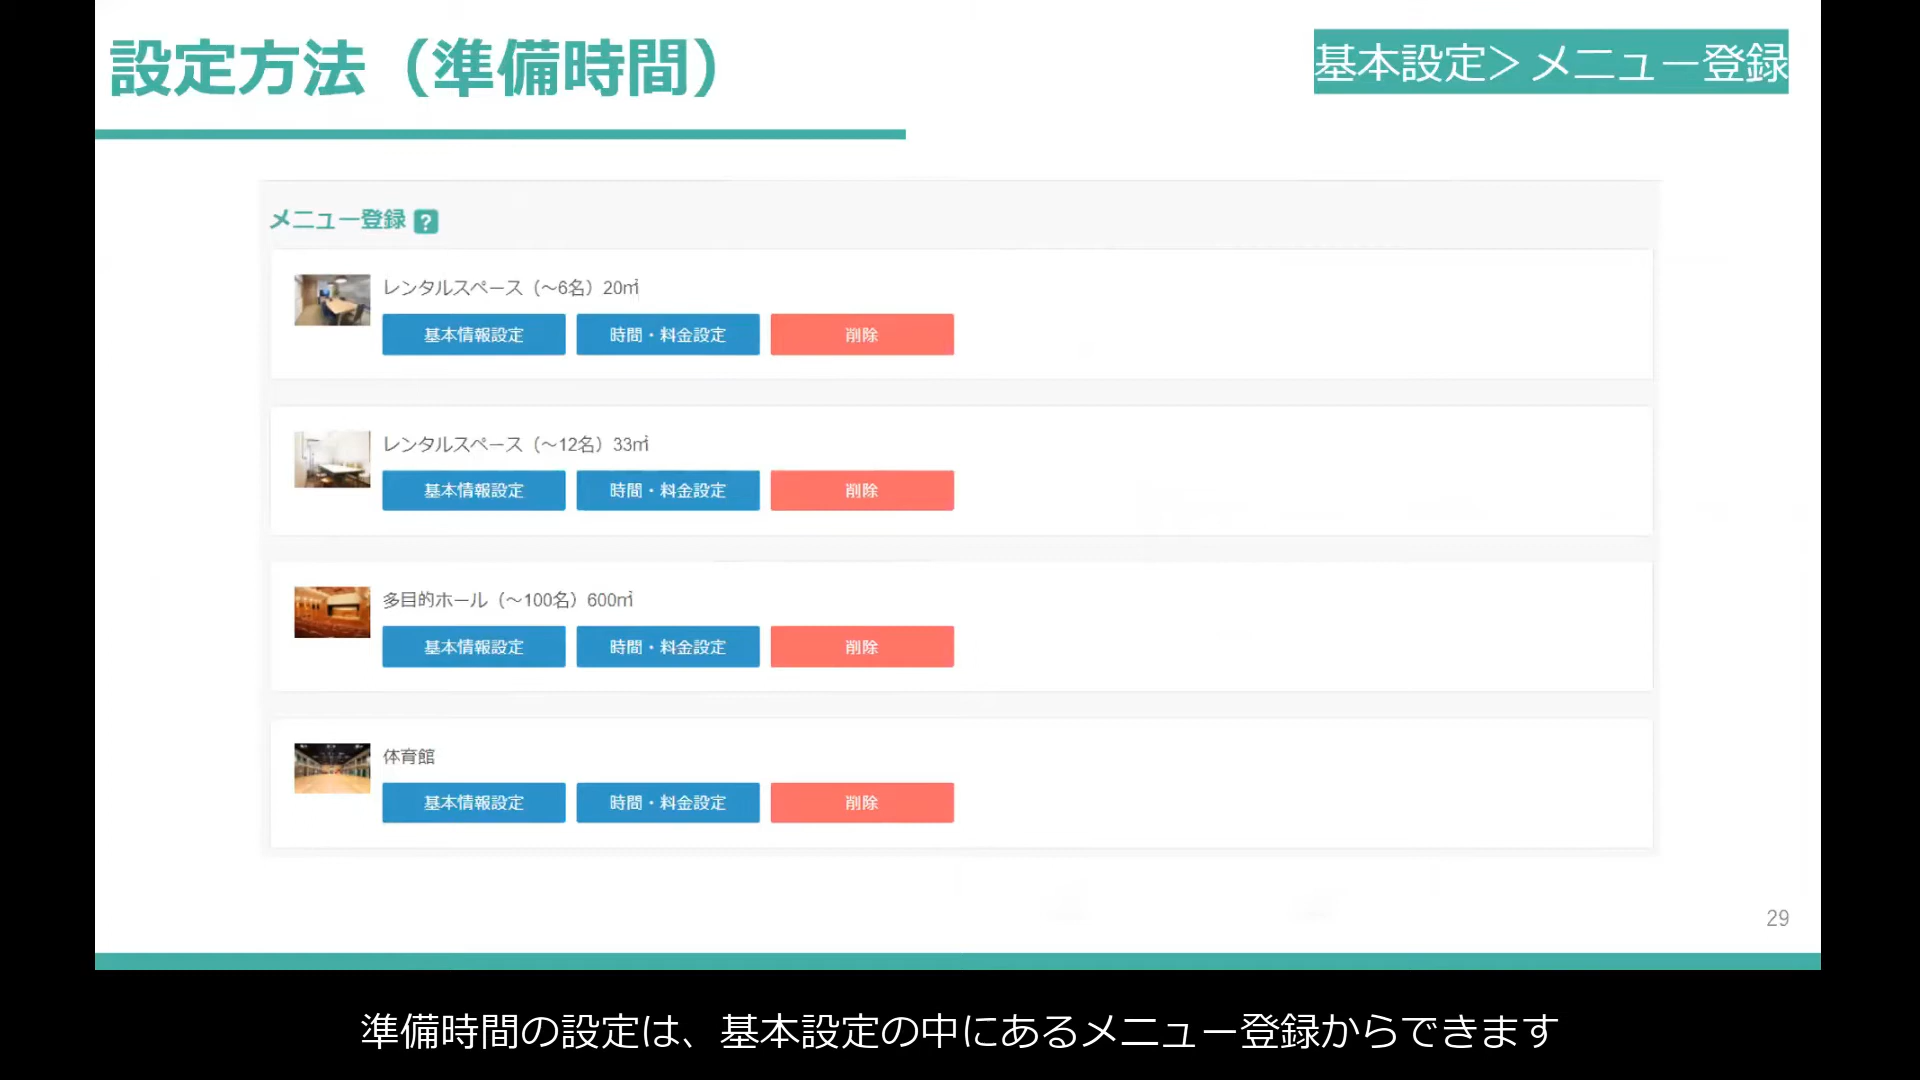 設定方法（準備時間）
基本設定＞メニュー登録
メニュー登録 ?
レンタルスペース（～6名）20㎡
基本情報設定 時間・料金設定 削除
レンタルスペース（～12名）33㎡
基本情報設定 時間・料金設定 削除
多目的ホール（～100名）600㎡
基本情報設定 時間・料金設定 削除
体育館
基本情報設定 時間・料金設定 削除
29
準備時間の設定は、基本設定の中にあるメニュー登録からできます